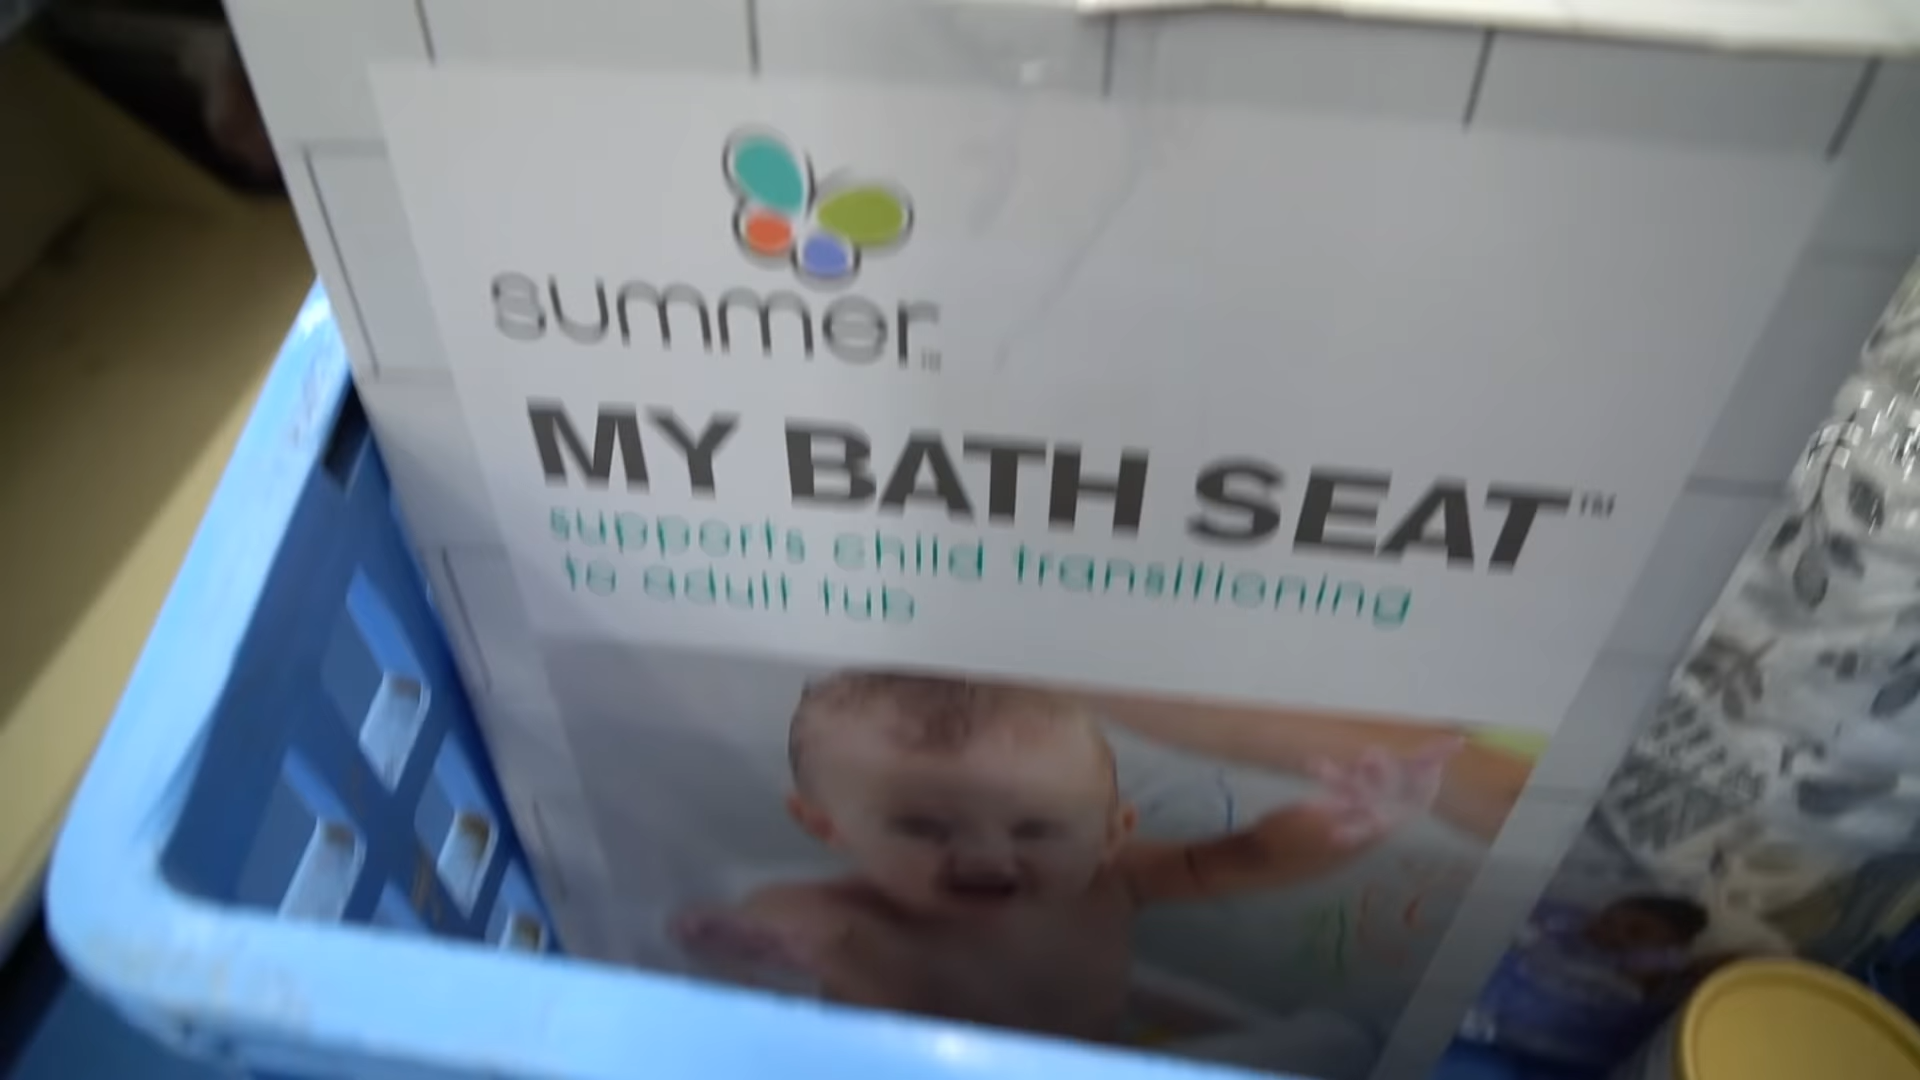 summer
MY BATH SEAT™
supports child transitioning
to adult tub